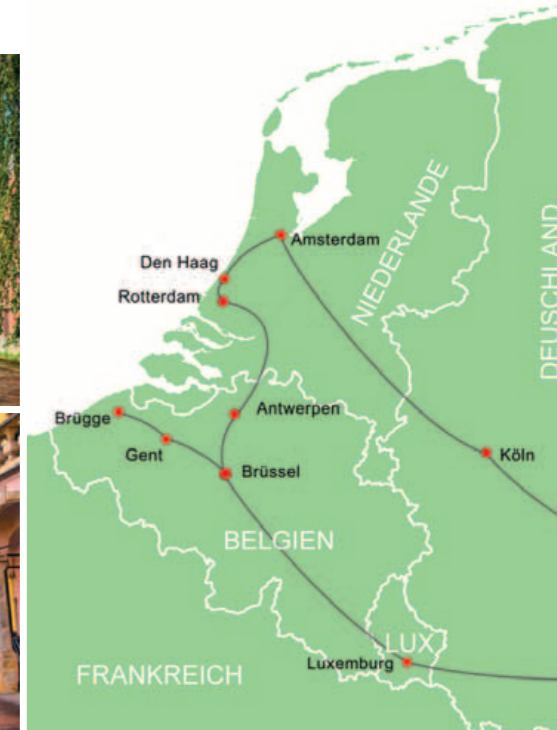 Amsterdam
NIEDERLANDE
Den Haag
Rotterdam
DEUSCHLAND
Antwerpen
Brügge
Gent
Köln
Brüssel
BELGIEN
LUX
Luxemburg
FRANKREICH